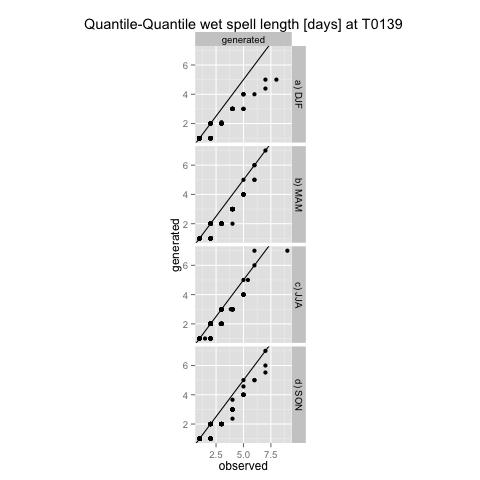 Quantile-Quantile wet spell length [days] at T0139
generated
6
4
2
a) DJF
6
4
2
b) MAM
6
4
2
c) JJA
6
4
2
d) SON
generated
2.5 5.0 7.5
observed